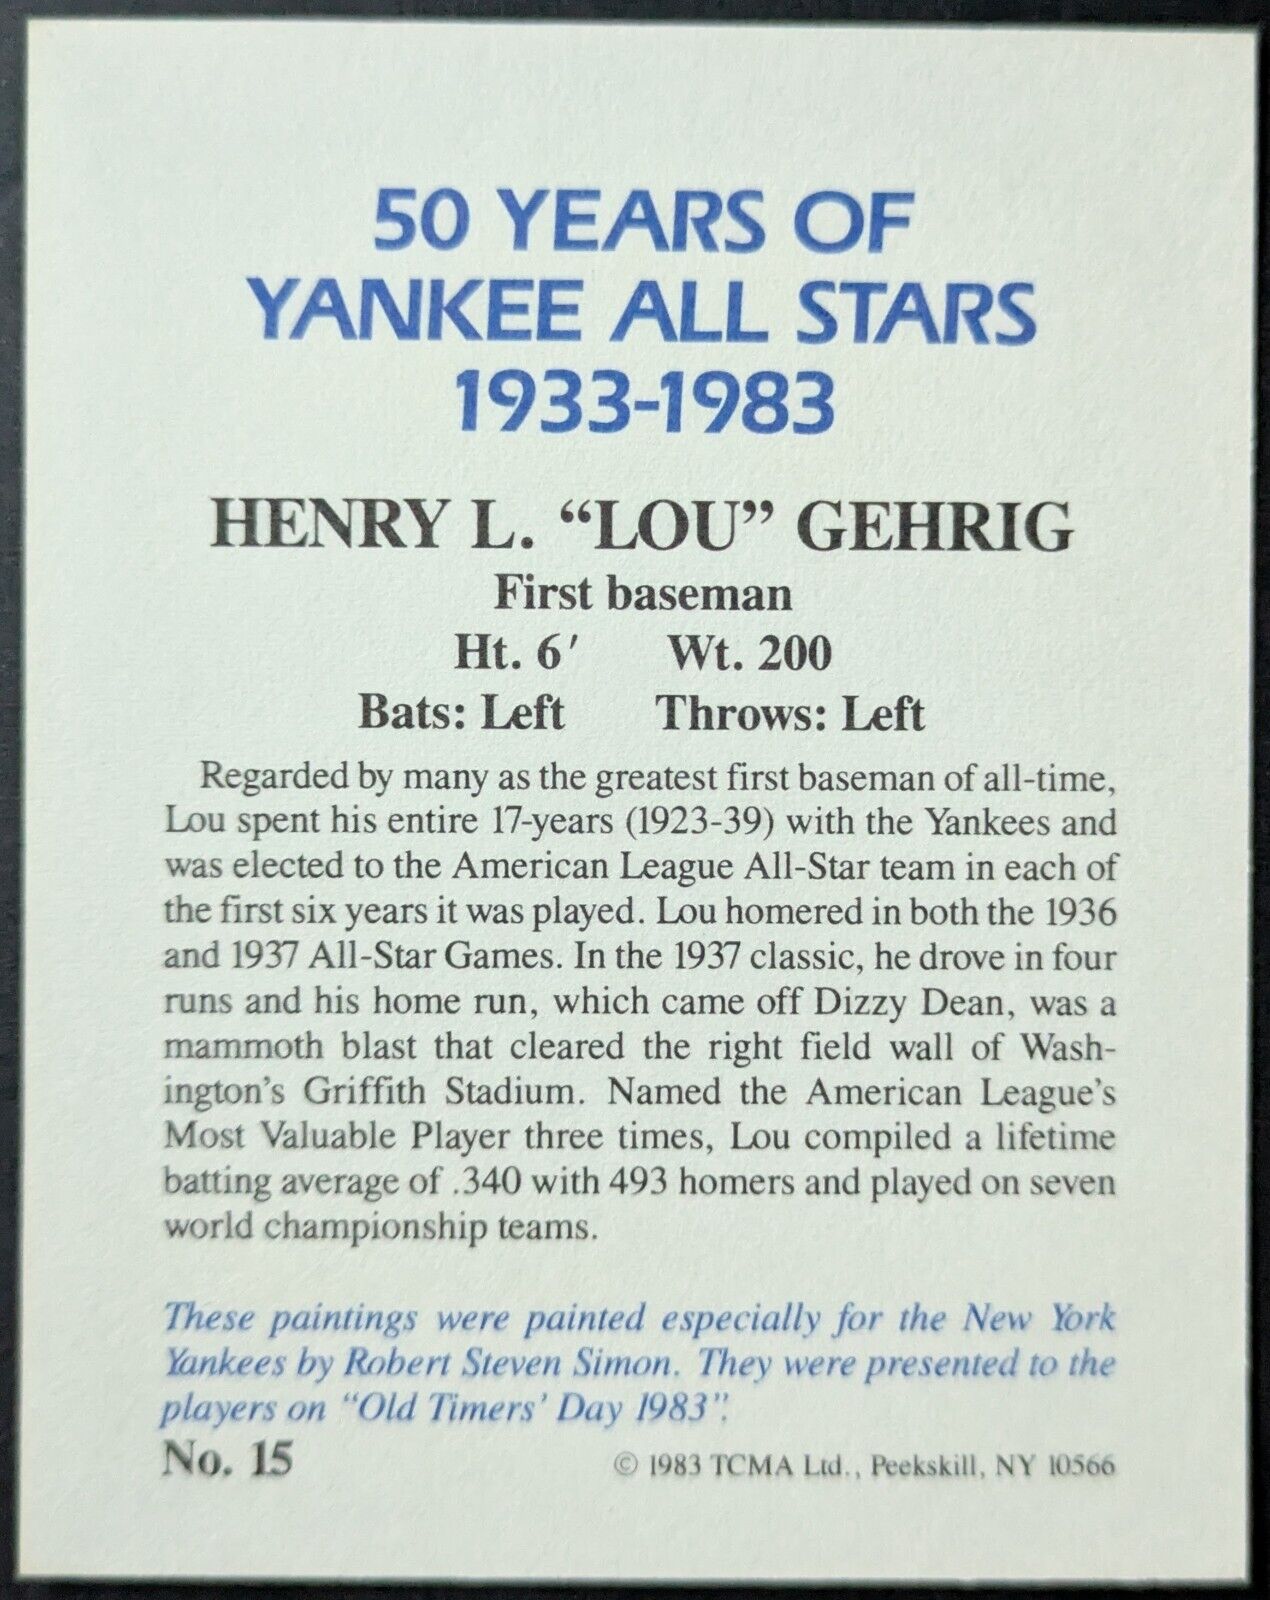 50 YEARS OF
YANKEE ALL STARS
1933-1983
HENRY L. “LOU” GEHRIG
First baseman
Ht. 6′ Wt. 200
Bats: Left Throws: Left
Regarded by many as the greatest first baseman of all-time,
Lou spent his entire 17-years (1923-39) with the Yankees and
was elected to the American League All-Star team in each of
the first six years it was played. Lou homered in both the 1936
and 1937 All-Star Games. In the 1937 classic, he drove in four
runs and his home run, which came off Dizzy Dean, was a
mammoth blast that cleared the right field wall of Wash-
ington’s Griffith Stadium. Named the American League’s
Most Valuable Player three times, Lou compiled a lifetime
batting average of .340 with 493 homers and played on seven
world championship teams.
These paintings were painted especially for the New York
Yankees by Robert Steven Simon. They were presented to the
players on “Old Timers’ Day 1983”.
No. 15 © 1983 TCMA Ltd., Peekskill, NY 10566